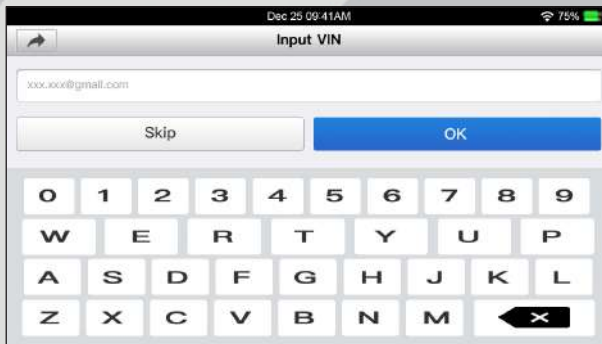 Dec 25 09:41AM 75%
Input VIN
xxx.xxx@gmail.com
Skip OK
0 1 2 3 4 5 6 7 8 9
W E R T Y U P
A S D F G H J K L
Z X C V B N M